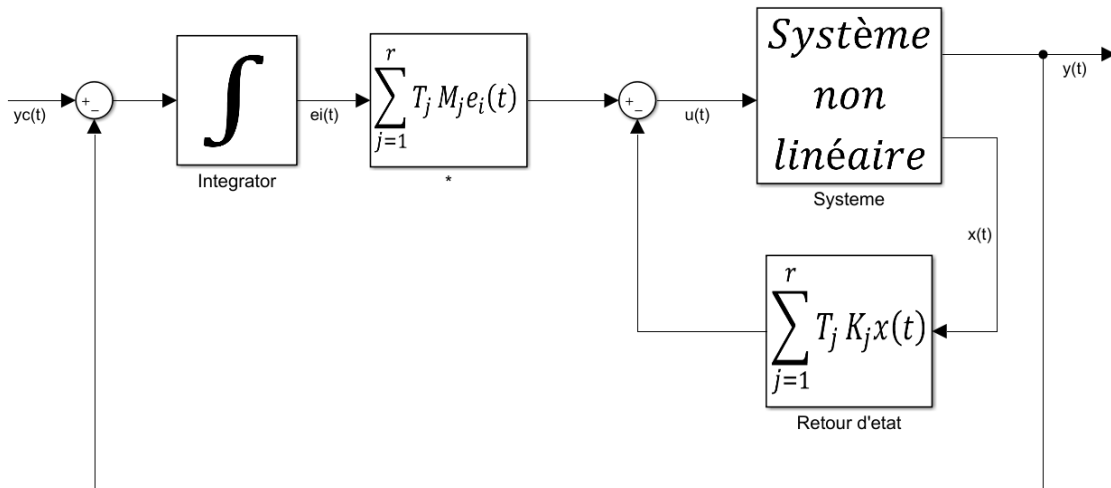 yc(t)
+
−
∫
Integrator
ei(t)
r
∑ T_j M_j e_i(t)
j=1
*
+
−
u(t)
Système
non
linéaire
Systeme
y(t)
x(t)
r
∑ T_j K_j x(t)
j=1
Retour d'etat